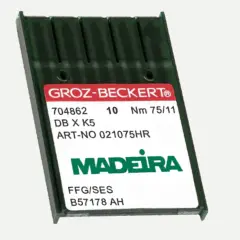 GROZ-BECKERT®
704862 10 Nm 75/11
DB X K5
ART-NO 021075HR
MADEIRA
FFG/SES
B57178 AH